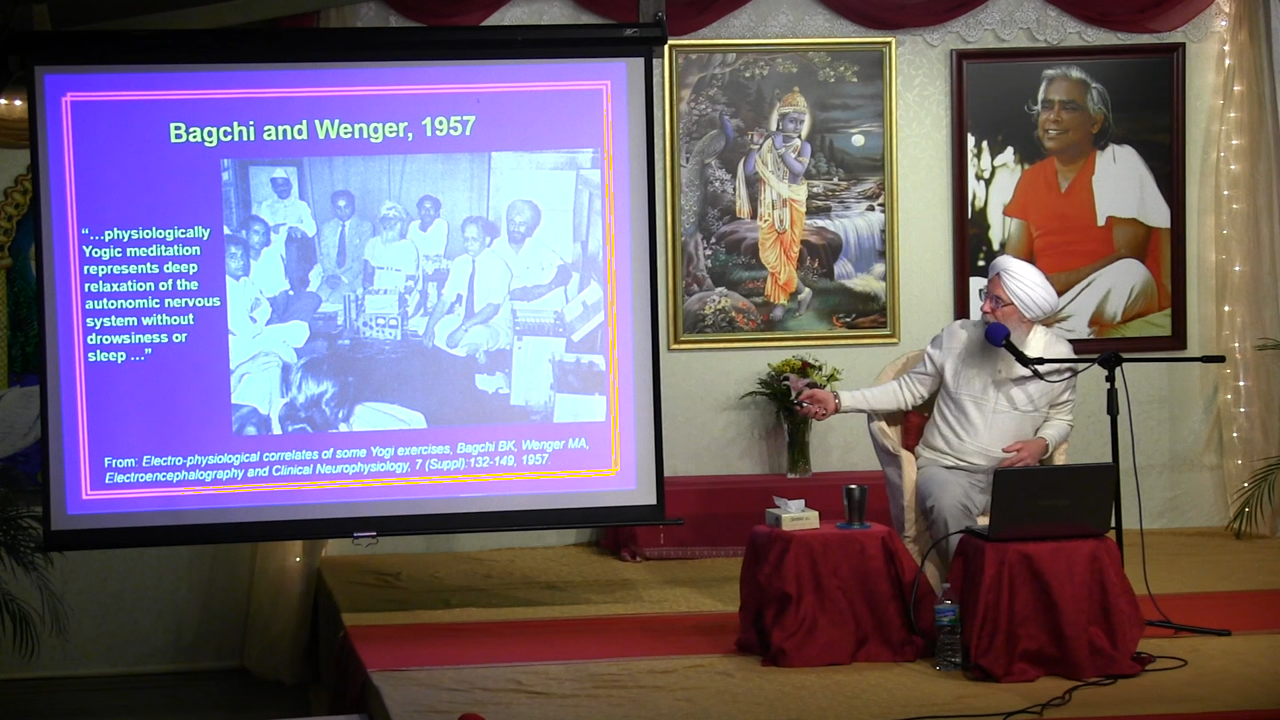 Bagchi and Wenger, 1957
“...physiologically
Yogic meditation
represents deep
relaxation of the
autonomic nervous
system without
drowsiness or
sleep ...”
From: Electro-physiological correlates of some Yogi exercises, Bagchi BK, Wenger MA,
Electroencephalography and Clinical Neurophysiology, 7 (Suppl):132-149, 1957.